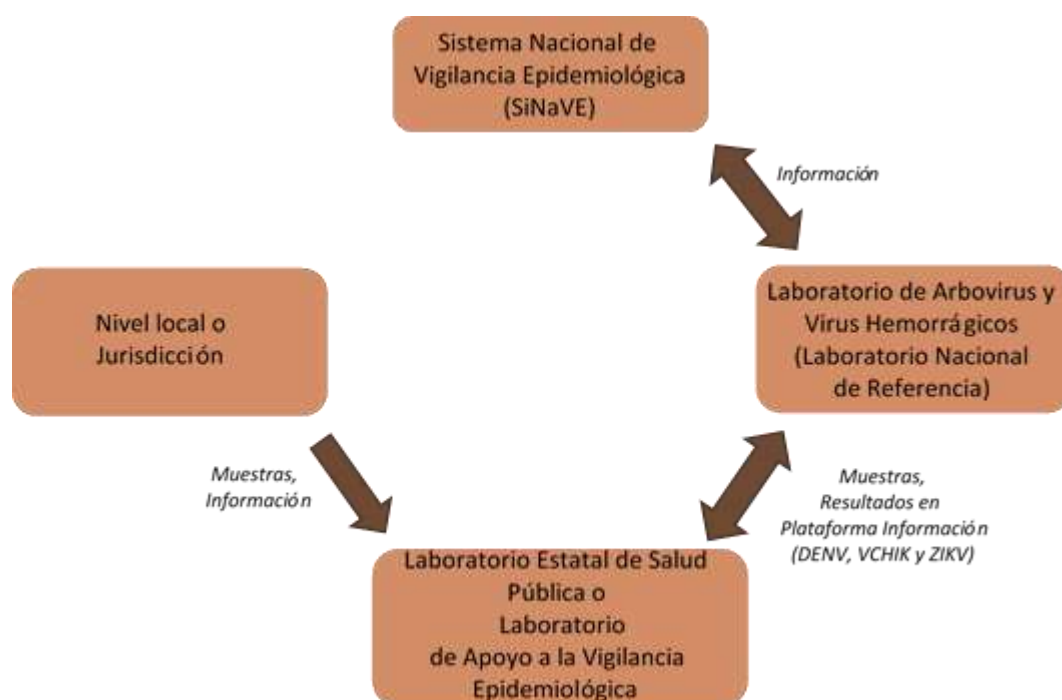 Sistema Nacional de
Vigilancia Epidemiológica
(SiNaVE)
Información
Nivel local o
Jurisdicción
Laboratorio de Arbovirus y
Virus Hemorrágicos
(Laboratorio Nacional
de Referencia)
Muestras,
Información
Muestras,
Resultados en
Plataforma Información
(DENV, VCHIK y ZIKV)
Laboratorio Estatal de Salud
Pública o
Laboratorio
de Apoyo a la Vigilancia
Epidemiológica